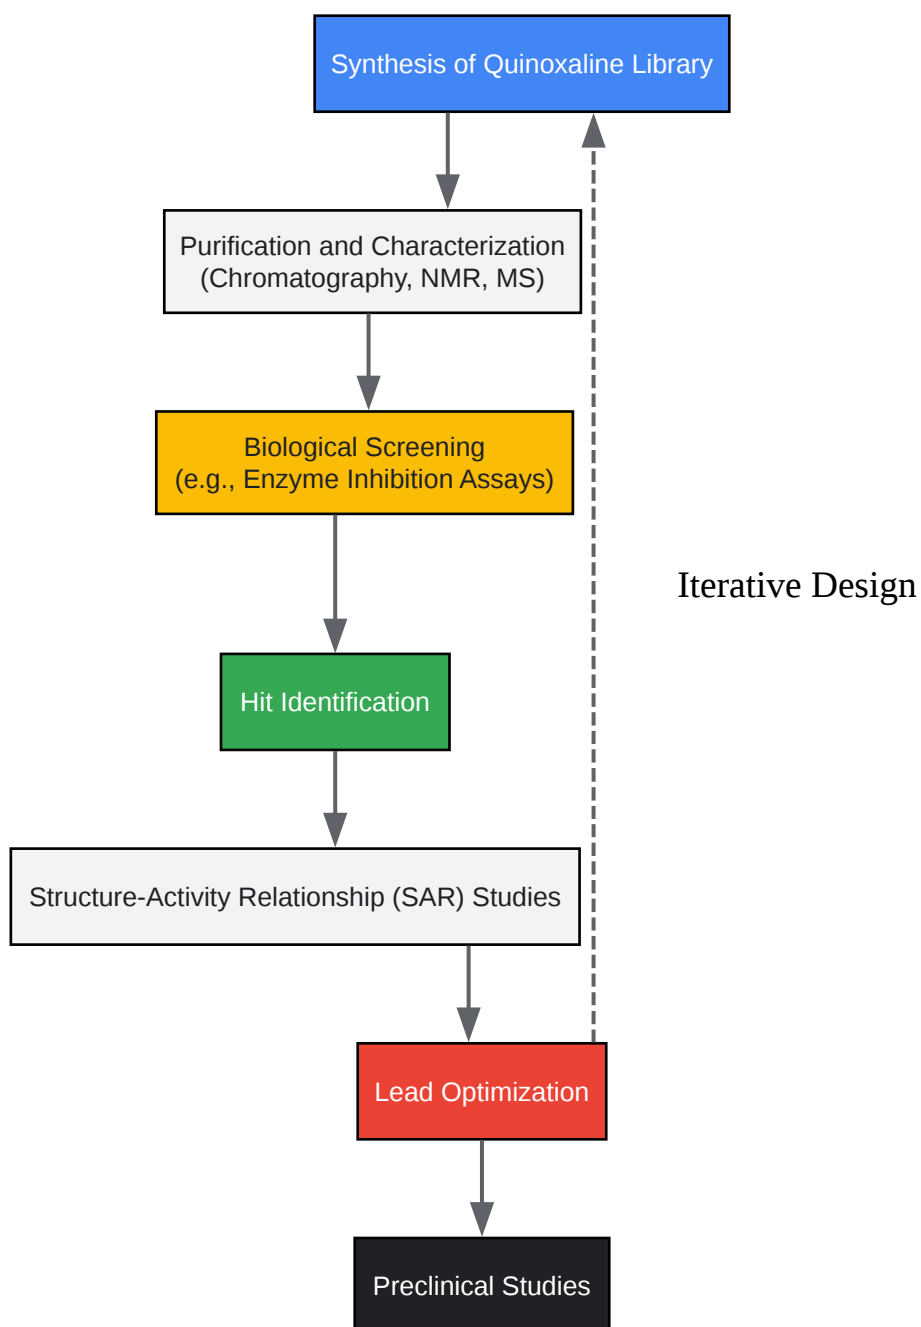 Synthesis of Quinoxaline Library
Purification and Characterization
(Chromatography, NMR, MS)
Biological Screening
(e.g., Enzyme Inhibition Assays)
Iterative Design
Hit Identification
Structure-Activity Relationship (SAR) Studies
Lead Optimization
Preclinical Studies